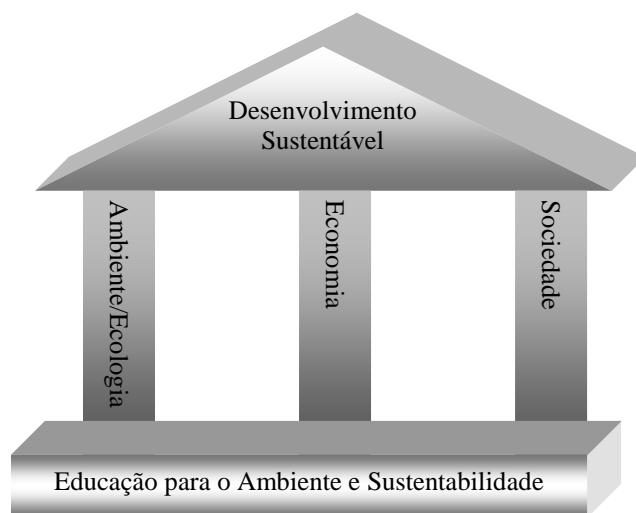 Desenvolvimento
Sustentável
Ambiente/Ecologia
Economia
Sociedade
Educação para o Ambiente e Sustentabilidade